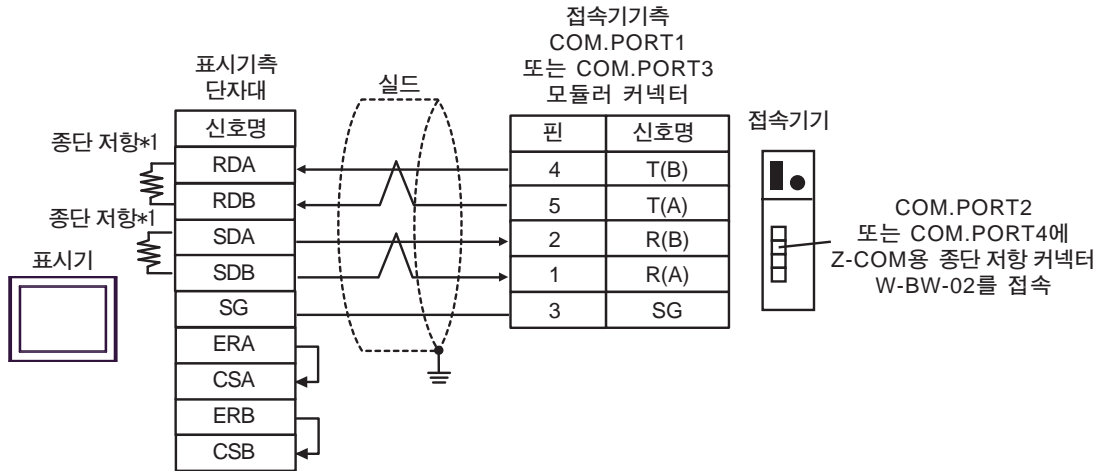 접속기기측
COM.PORT1
또는 COM.PORT3
모듈러 커넥터
표시기측
단자대
실드
신호명
핀 신호명
접속기기
종단 저항*1
RDA
4 T(B)
RDB
5 T(A)
종단 저항*1
SDA
2 R(B)
표시기
SDB
1 R(A)
SG
3 SG
ERA
CSA
ERB
CSB
COM.PORT2
또는 COM.PORT4에
Z-COM용 종단 저항 커넥터
W-BW-02를 접속